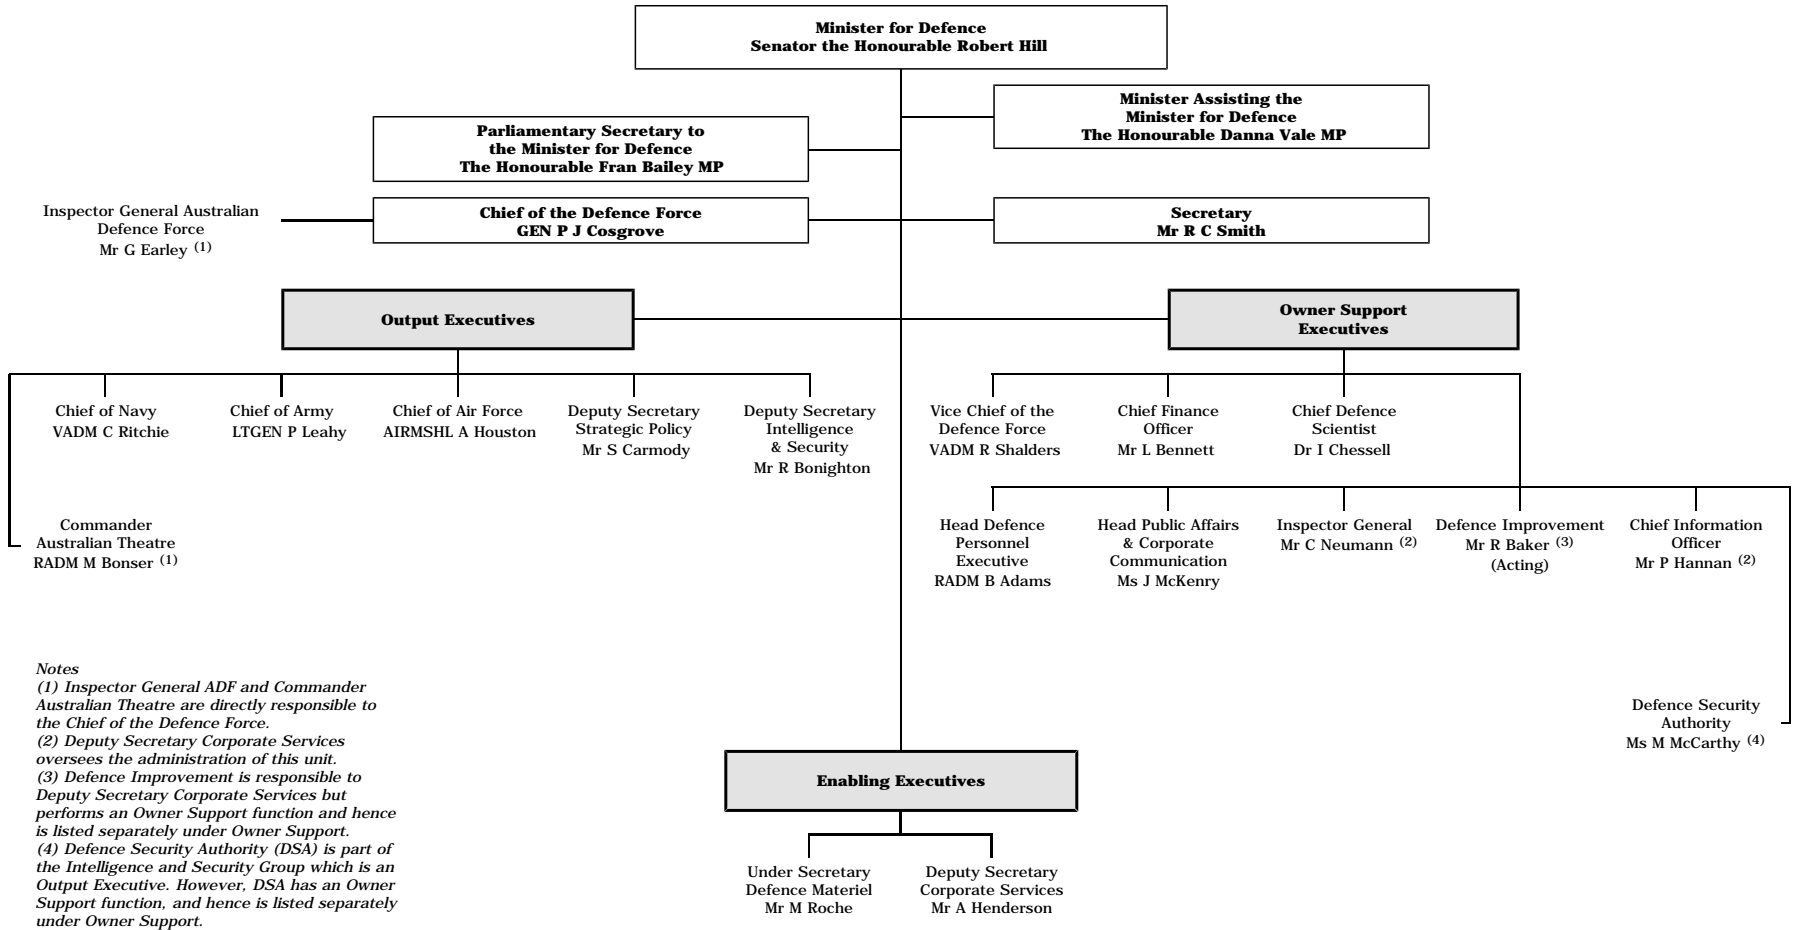 Minister for Defence
Senator the Honourable Robert Hill
Minister Assisting the
Minister for Defence
The Honourable Danna Vale MP
Parliamentary Secretary to
the Minister for Defence
The Honourable Fran Bailey MP
Inspector General Australian
Defence Force
Mr G Earley (1)
Chief of the Defence Force
GEN P J Cosgrove
Secretary
Mr R C Smith
Output Executives
Owner Support
Executives
Chief of Navy
VADM C Ritchie
Chief of Army
LTGEN P Leahy
Chief of Air Force
AIRMSHL A Houston
Deputy Secretary
Strategic Policy
Mr S Carmody
Deputy Secretary
Intelligence
& Security
Mr R Bonighton
Vice Chief of the
Defence Force
VADM R Shalders
Chief Finance
Officer
Mr L Bennett
Chief Defence
Scientist
Dr I Chessell
Commander
Australian Theatre
RADM M Bonser (1)
Head Defence
Personnel
Executive
RADM B Adams
Head Public Affairs
& Corporate
Communication
Ms J McKenry
Inspector General
Mr C Neumann (2)
Defence Improvement
Mr R Baker (3)
(Acting)
Chief Information
Officer
Mr P Hannan (2)
Defence Security
Authority
Ms M McCarthy (4)
Notes
(1) Inspector General ADF and Commander
Australian Theatre are directly responsible to
the Chief of the Defence Force.
(2) Deputy Secretary Corporate Services
oversees the administration of this unit.
(3) Defence Improvement is responsible to
Deputy Secretary Corporate Services but
performs an Owner Support function and hence
is listed separately under Owner Support.
(4) Defence Security Authority (DSA) is part of
the Intelligence and Security Group which is an
Output Executive. However, DSA has an Owner
Support function, and hence is listed separately
under Owner Support.
Enabling Executives
Under Secretary
Defence Materiel
Mr M Roche
Deputy Secretary
Corporate Services
Mr A Henderson